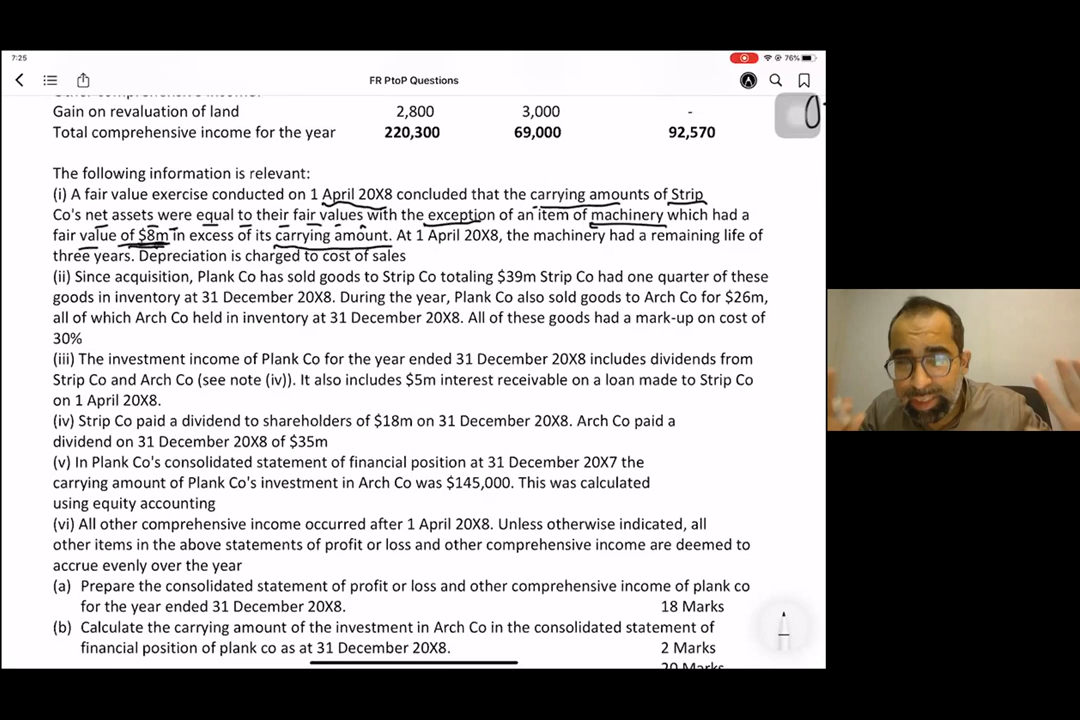 7:25
76%
FR PtoP Questions
Gain on revaluation of land 2,800 3,000 -
Total comprehensive income for the year 220,300 69,000 92,570
The following information is relevant:
(i) A fair value exercise conducted on 1 April 20X8 concluded that the carrying amounts of Strip
Co's net assets were equal to their fair values with the exception of an item of machinery which had a
fair value of $8m in excess of its carrying amount. At 1 April 20X8, the machinery had a remaining life of
three years. Depreciation is charged to cost of sales
(ii) Since acquisition, Plank Co has sold goods to Strip Co totaling $39m Strip Co had one quarter of these
goods in inventory at 31 December 20X8. During the year, Plank Co also sold goods to Arch Co for $26m,
all of which Arch Co held in inventory at 31 December 20X8. All of these goods had a mark-up on cost of
30%
(iii) The investment income of Plank Co for the year ended 31 December 20X8 includes dividends from
Strip Co and Arch Co (see note (iv)). It also includes $5m interest receivable on a loan made to Strip Co
on 1 April 20X8.
(iv) Strip Co paid a dividend to shareholders of $18m on 31 December 20X8. Arch Co paid a
dividend on 31 December 20X8 of $35m
(v) In Plank Co's consolidated statement of financial position at 31 December 20X7 the
carrying amount of Plank Co's investment in Arch Co was $145,000. This was calculated
using equity accounting
(vi) All other comprehensive income occurred after 1 April 20X8. Unless otherwise indicated, all
other items in the above statements of profit or loss and other comprehensive income are deemed to
accrue evenly over the year
(a) Prepare the consolidated statement of profit or loss and other comprehensive income of plank co
for the year ended 31 December 20X8. 18 Marks
(b) Calculate the carrying amount of the investment in Arch Co in the consolidated statement of
financial position of plank co as at 31 December 20X8. 2 Marks
20 Marks